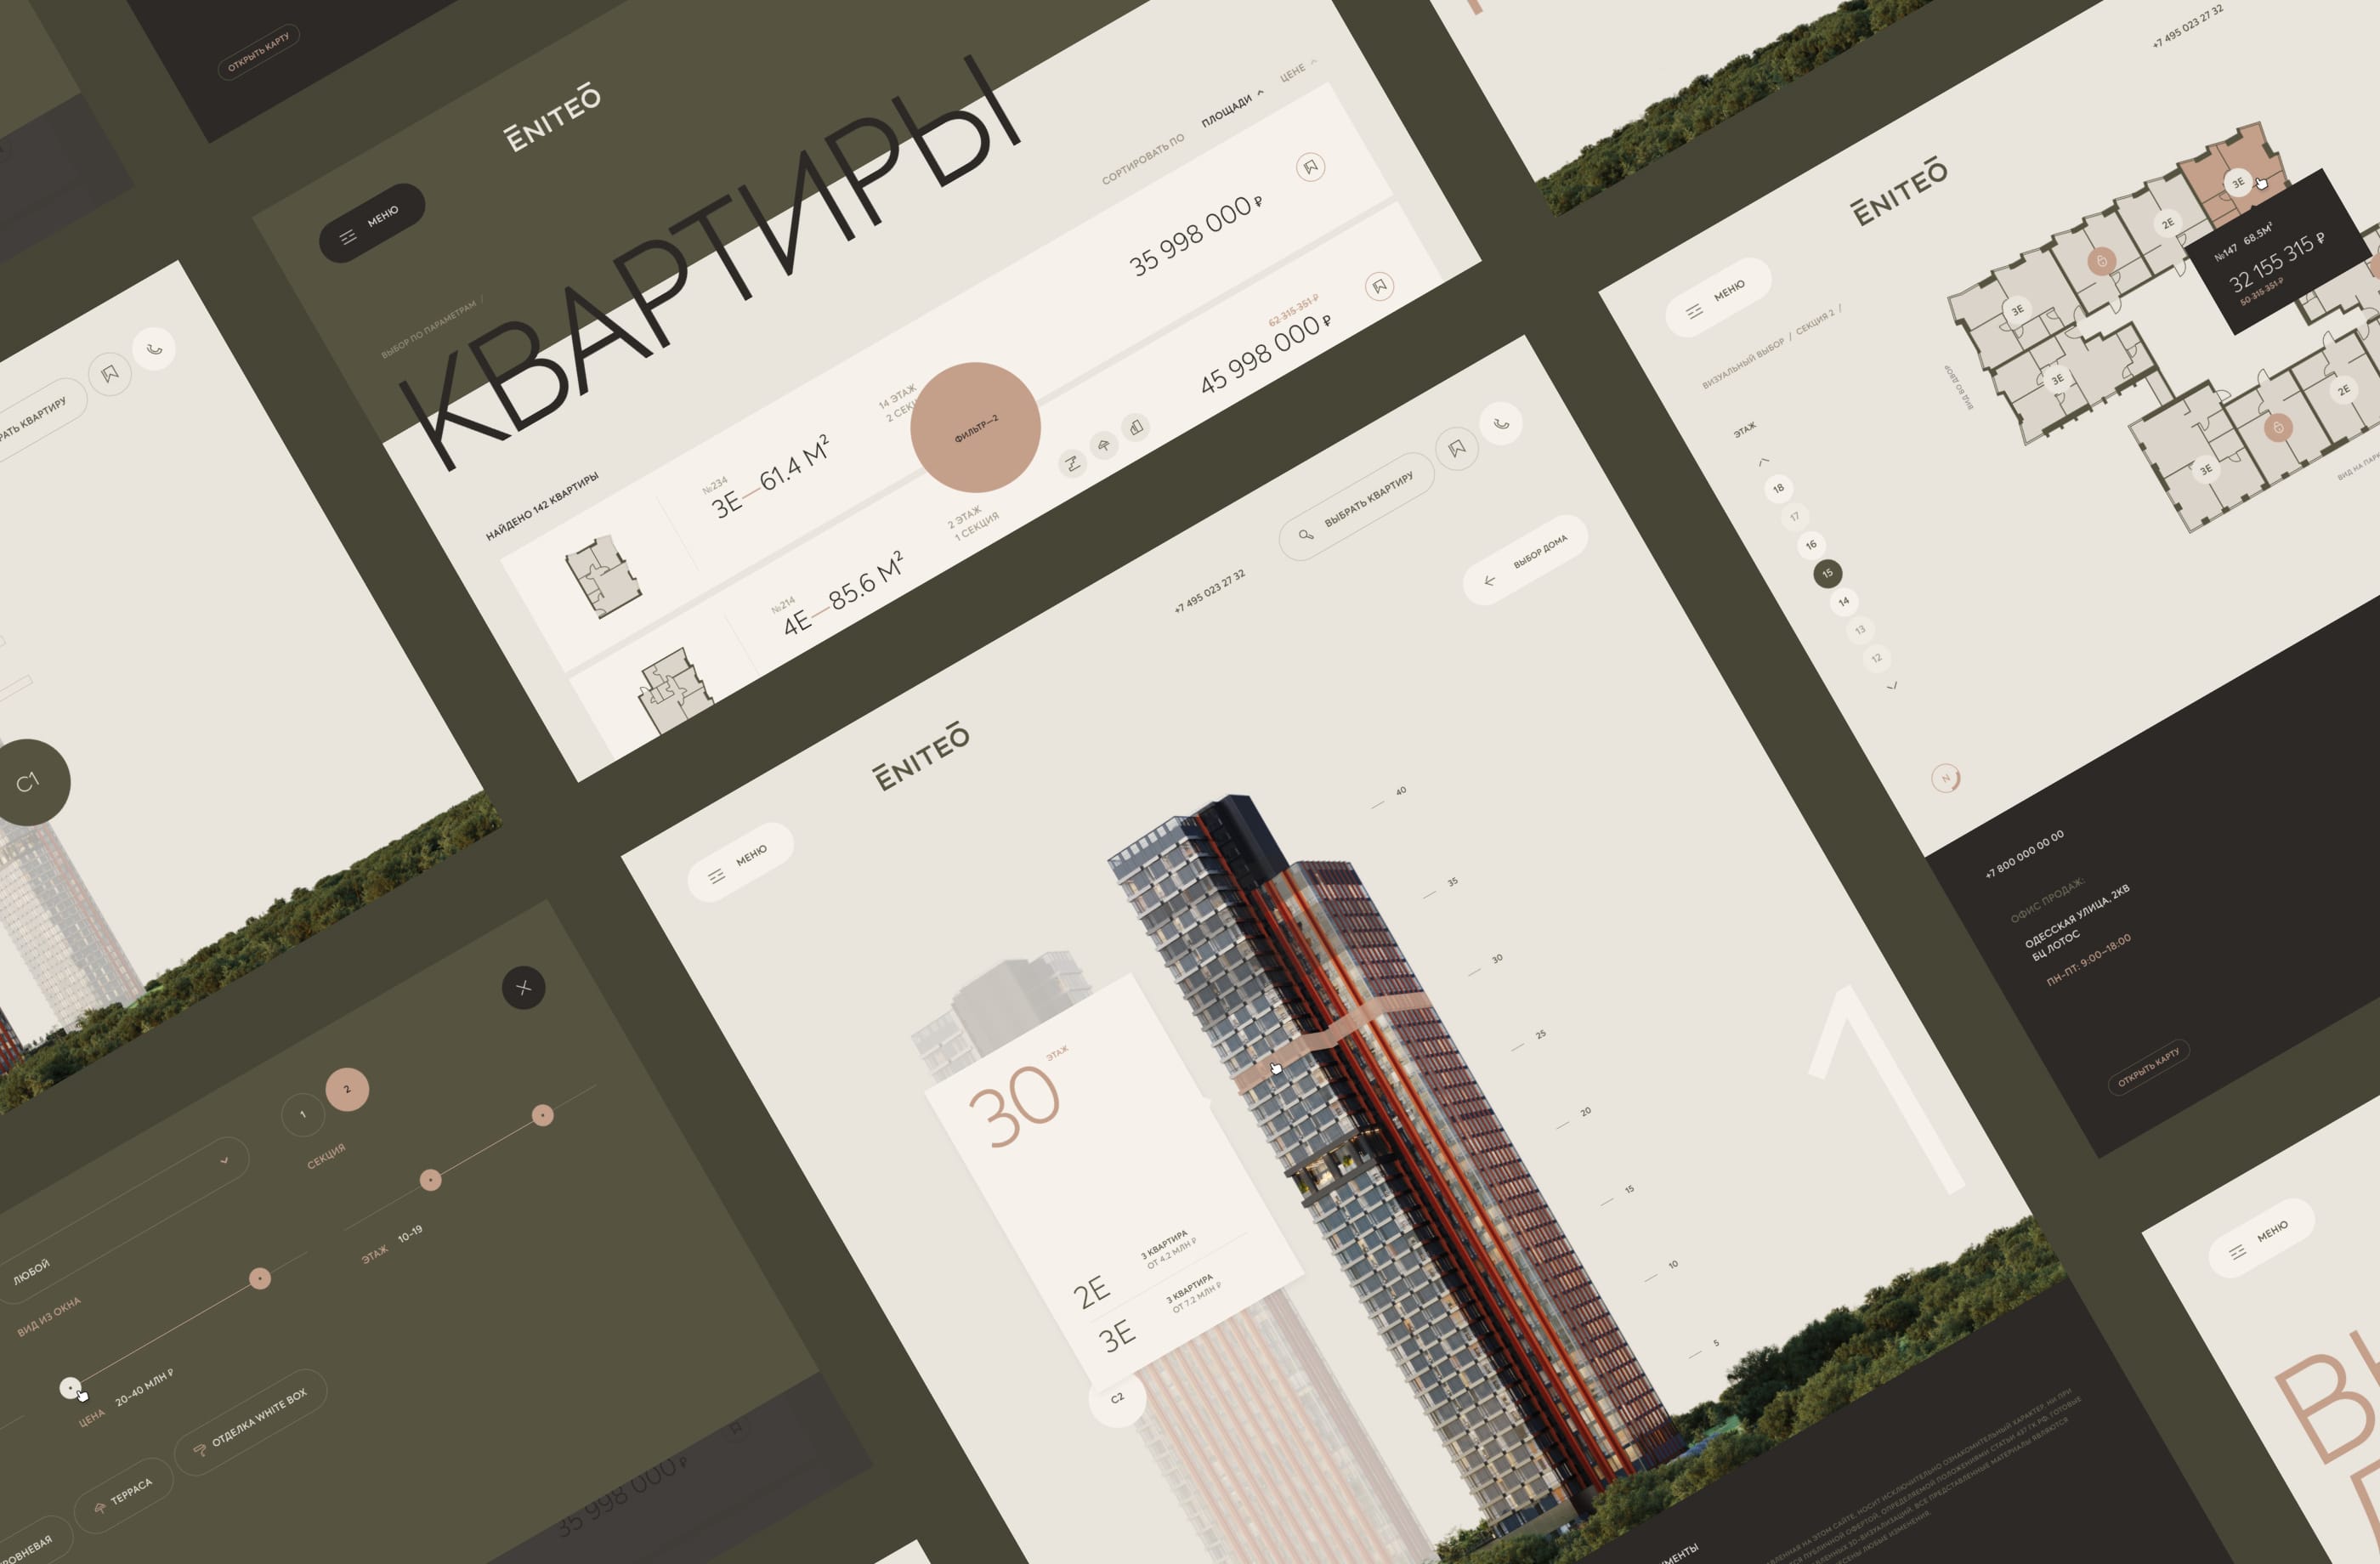 ОТКРЫТЬ КАРТУ
ĒNITEŌ
МЕНЮ
ВЫБОР ПО ПАРАМЕТРАМ /
КВАРТИРЫ
СОРТИРОВАТЬ ПО ПЛОЩАДИ ЦЕНЕ
НАЙДЕНО 142 КВАРТИРЫ
№234
3Е—61.4 М²
14 ЭТАЖ
35 998 000 ₽
ФИЛЬТР—2
№214
4Е—85.6 М²
2 ЭТАЖ
1 СЕКЦИЯ
62 315 351 ₽
45 998 000 ₽
КВАРТИРУ
С1
1
2
СЕКЦИЯ
ЛЮБОЙ
ВИД ИЗ ОКНА
ЭТАЖ 10–19
ЦЕНА 20–40 МЛН ₽
ТЕРРАСА
ОТДЕЛКА WHITE BOX
35 998 000 ₽
МЕНЮ
ĒNITEŌ
+7 495 023 27 32
ВЫБРАТЬ КВАРТИРУ
ВЫБОР ДОМА
40
35
30
25
20
15
10
5
1
30 ЭТАЖ
2Е
3 КВАРТИРА
ОТ 4.2 МЛН ₽
3Е
3 КВАРТИРА
ОТ 7.2 МЛН ₽
С2
МЕНЮ
ĒNITEŌ
+7 495 023 27 32
ВИЗУАЛЬНЫЙ ВЫБОР / СЕКЦИЯ 2 /
ЭТАЖ
18
17
16
15
14
13
12
ВИД ВО ДВОР
3Е
3Е
2Е
3Е
3Е
2Е
№147 68.5М²
32 155 315 ₽
50 315 351 ₽
N
+7 800 000 00 00
ОФИС ПРОДАЖ:
ОДЕССКАЯ УЛИЦА, 2КВ
БЦ ЛОТОС
ПН–ПТ: 9:00–18:00
ОТКРЫТЬ КАРТУ
МЕНЮ